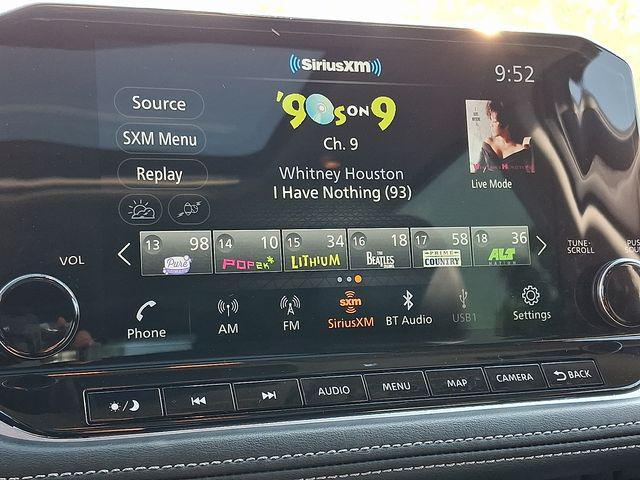 SiriusXM
9:52
Source
'90s ON 9
SXM Menu
Ch. 9
Replay
Whitney Houston
I Have Nothing (93)
Live Mode
13 98 14 10 15 34 16 18 17 58 18 36
Pure POP2K LITHIUM THE BEATLES PRIME COUNTRY ALT NATION
VOL
TUNE·
SCROLL
Phone
AM
FM
sxm
SiriusXM
BT Audio
USB1
Settings
AUDIO
MENU
MAP
CAMERA
BACK